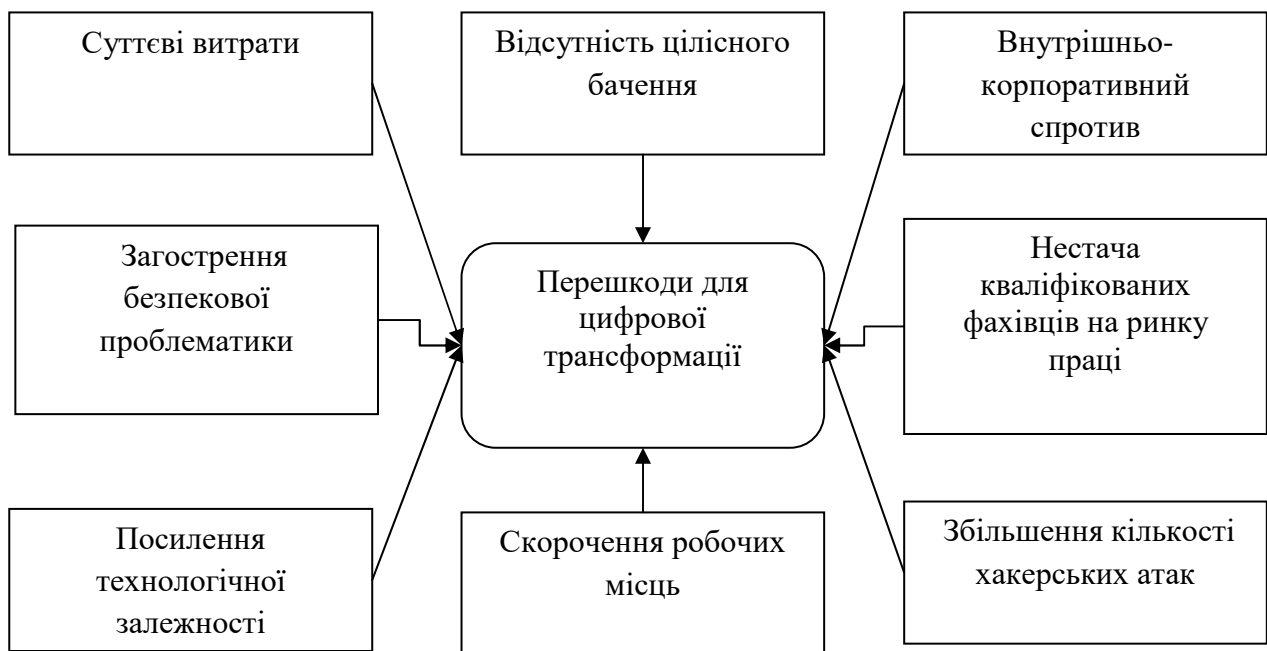 Суттєві витрати
Відсутність цілісного
бачення
Внутрішньо-
корпоративний
спротив
Загострення
безпекової
проблематики
Перешкоди для
цифрової
трансформації
Нестача
кваліфікованих
фахівців на ринку
праці
Посилення
технологічної
залежності
Скорочення робочих
місць
Збільшення кількості
хакерських атак